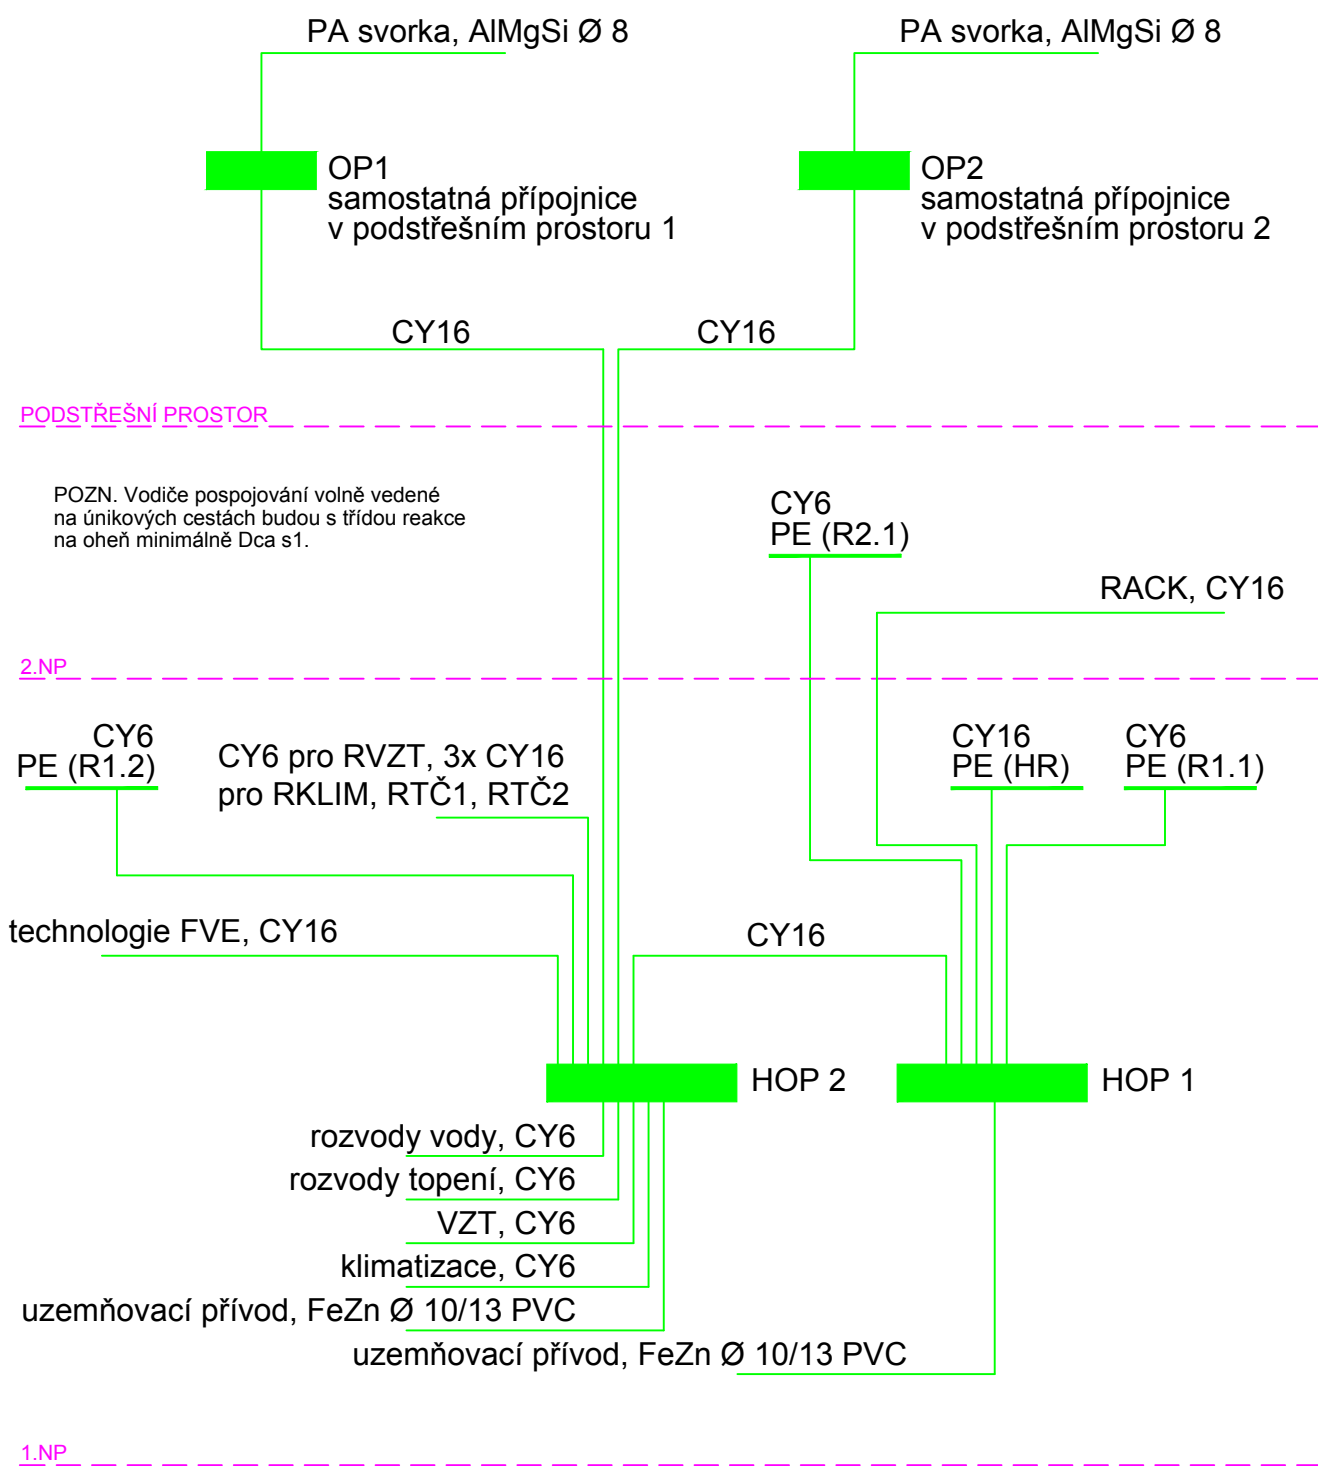 PA svorka, AlMgSi Ø 8
PA svorka, AlMgSi Ø 8
OP1
samostatná přípojnice
v podstřešním prostoru 1
OP2
samostatná přípojnice
v podstřešním prostoru 2
CY16
CY16
PODSTŘEŠNÍ PROSTOR
POZN. Vodiče pospojování volně vedené
na únikových cestách budou s třídou reakce
na oheň minimálně Dca s1.
CY6
PE (R2.1)
RACK, CY16
2.NP
CY6
PE (R1.2)
CY6 pro RVZT, 3x CY16
pro RKLIM, RTČ1, RTČ2
CY16
PE (HR)
CY6
PE (R1.1)
technologie FVE, CY16
CY16
HOP 2
HOP 1
rozvody vody, CY6
rozvody topení, CY6
VZT, CY6
klimatizace, CY6
uzemňovací přívod, FeZn Ø 10/13 PVC
uzemňovací přívod, FeZn Ø 10/13 PVC
1.NP